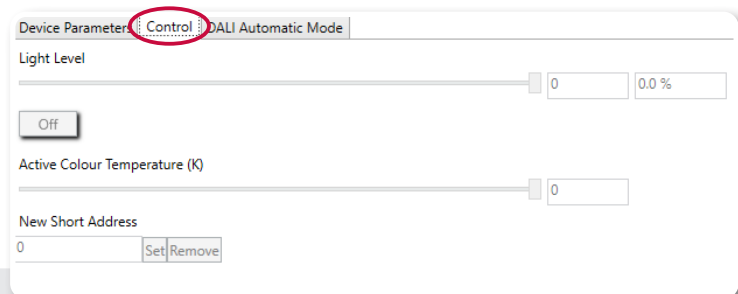 Device Parameters Control DALI Automatic Mode
Light Level
0 0.0 %
Off
Active Colour Temperature (K)
0
New Short Address
0 Set Remove